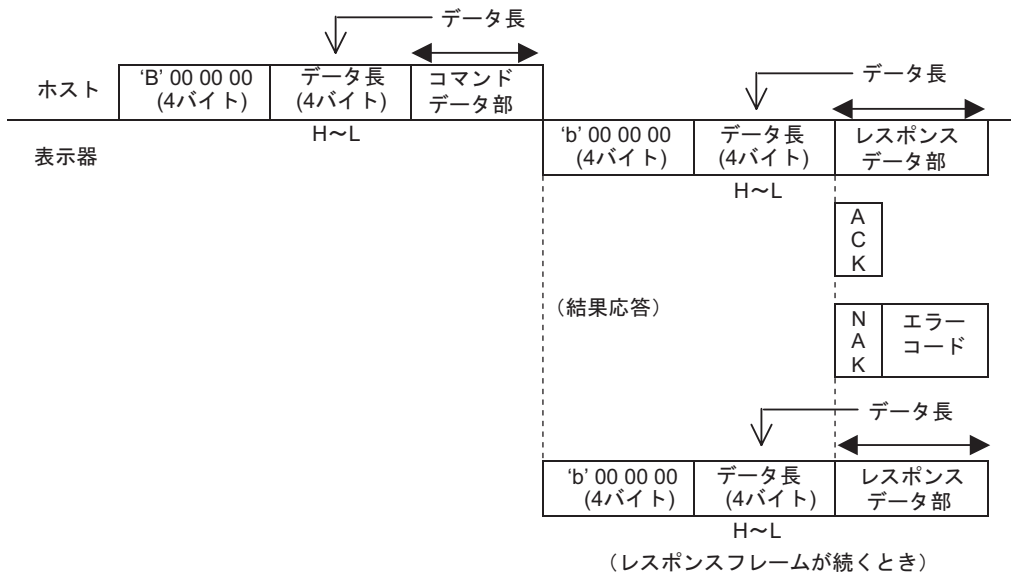 データ長
ホスト
‘B’ 00 00 00
(4バイト)
データ長
(4バイト)
コマンド
データ部
H～L
データ長
表示器
‘b’ 00 00 00
(4バイト)
データ長
(4バイト)
レスポンス
データ部
H～L
A
C
K
（結果応答）
N
A
K
エラー
コード
データ長
‘b’ 00 00 00
(4バイト)
データ長
(4バイト)
レスポンス
データ部
H～L
（レスポンスフレームが続くとき）